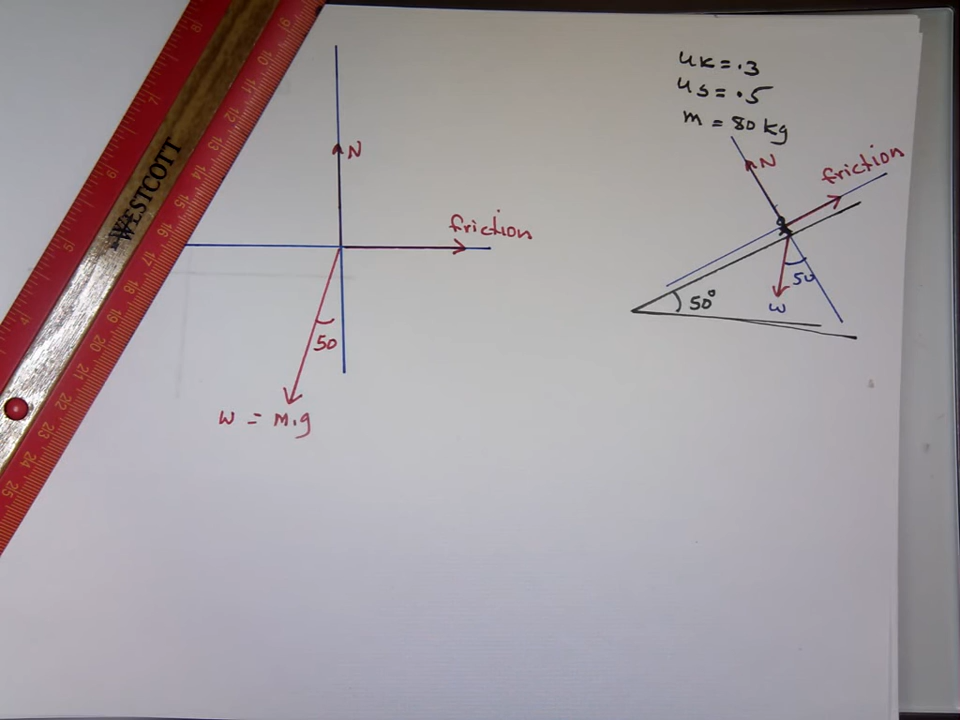 WESTCOTT
N
friction
50
w = m.g
uk = .3
us = .5
m = 80 kg
N
friction
50
w
50°